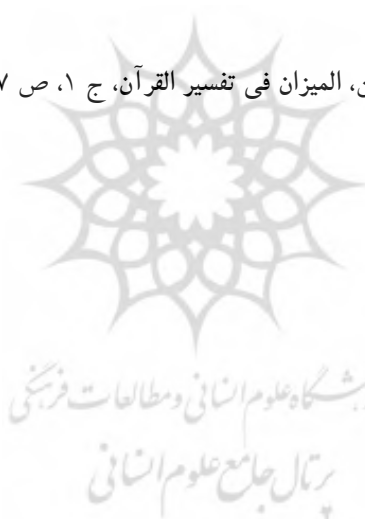 ن، المیزان فی تفسیر القرآن، ج ۱، ص ۷
شگاه علوم انسانی و مطالعات فرهنگی
پرتال جامع علوم انسانی